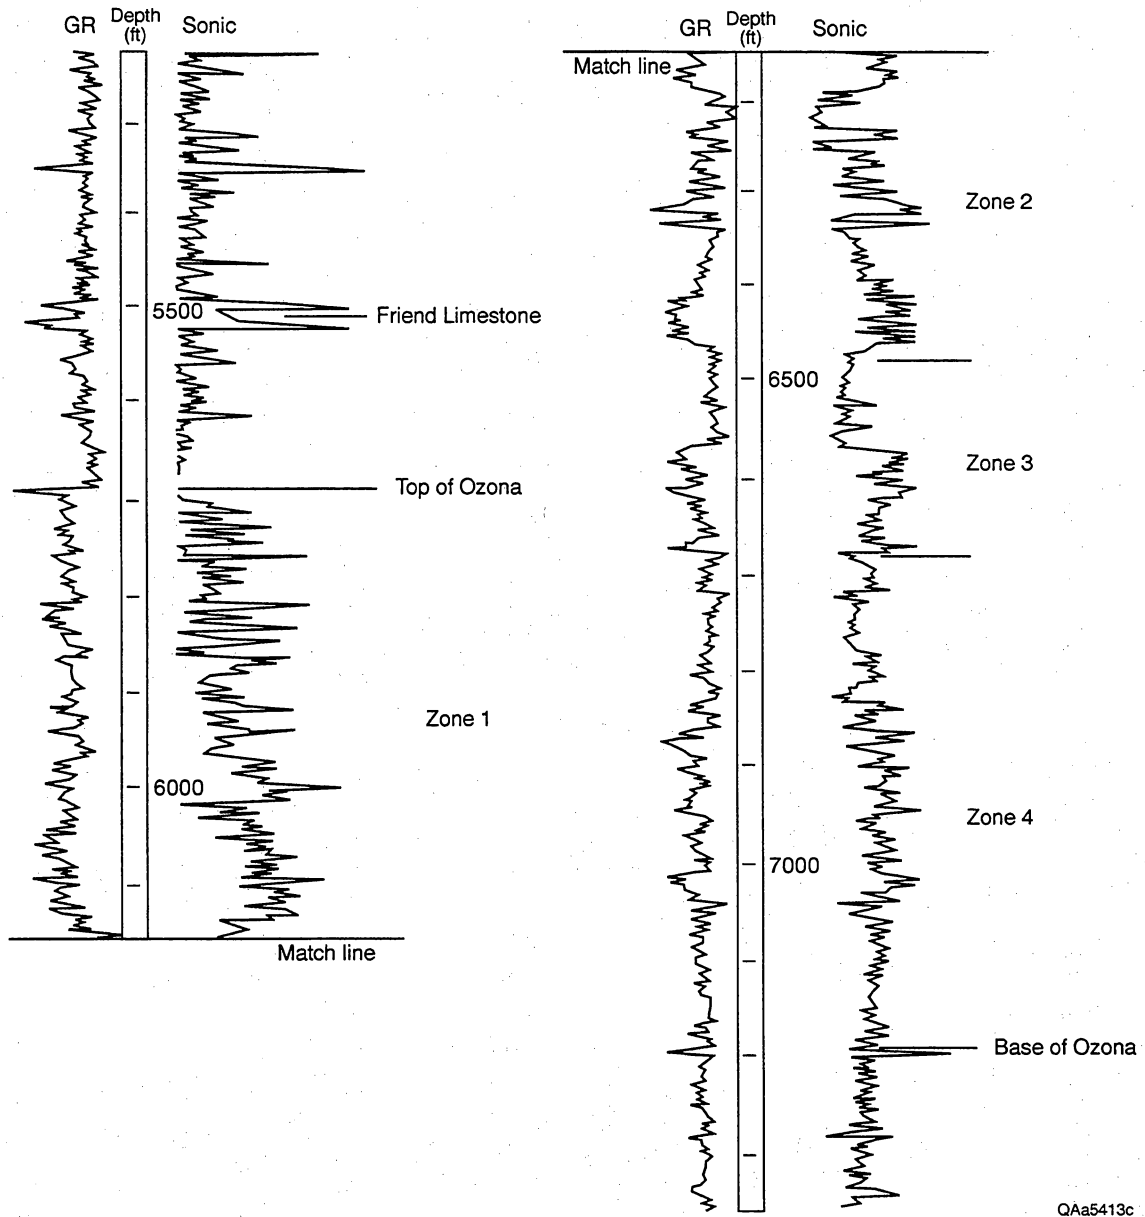 GR
Depth
(ft)
Sonic
5500
Friend Limestone
Top of Ozona
Zone 1
6000
Match line
GR
Depth
(ft)
Sonic
Match line
Zone 2
6500
Zone 3
Zone 4
7000
Base of Ozona
QAa5413c